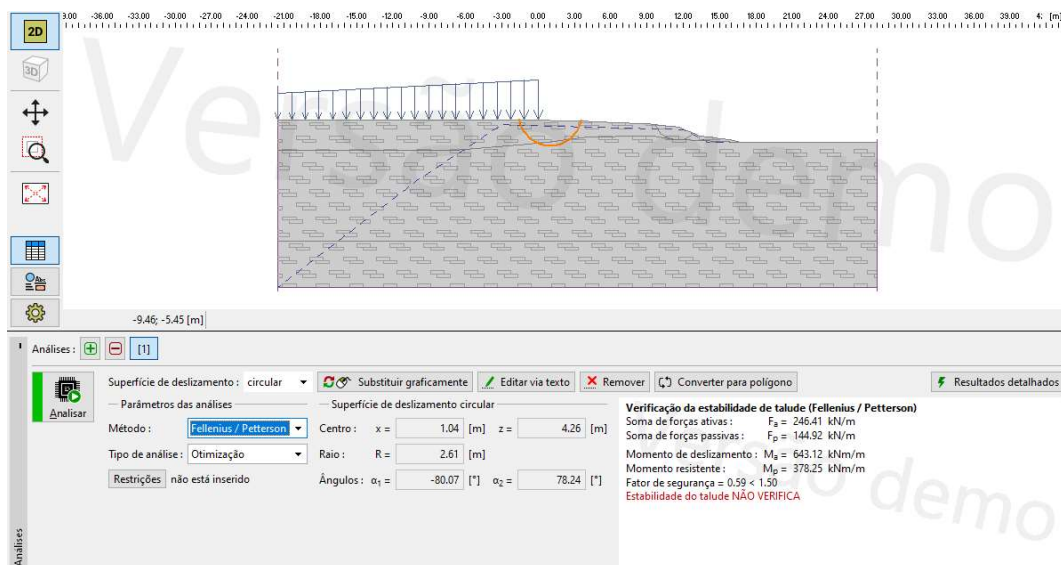 3.00 -36.00 -33.00 -30.00 -27.00 -24.00 -21.00 -18.00 -15.00 -12.00 -9.00 -6.00 -3.00 0.00 3.00 6.00 9.00 12.00 15.00 18.00 21.00 24.00 27.00 30.00 33.00 36.00 39.00 4; [m]
2D
3D
Versão demo
-9.46; -5.45 [m]
Análises : [1]
Analisar
Superfície de deslizamento : circular
Substituir graficamente
Editar via texto
Remover
Converter para polígono
Resultados detalhados
Parâmetros das análises
Método : Fellenius / Petterson
Tipo de análise : Otimização
Restrições não está inserido
Superfície de deslizamento circular
Centro : x = 1.04 [m] z = 4.26 [m]
Raio : R = 2.61 [m]
Ângulos : α1 = -80.07 [°] α2 = 78.24 [°]
Verificação da estabilidade de talude (Fellenius / Petterson)
Soma de forças ativas : Fa = 246.41 kN/m
Soma de forças passivas : Fp = 144.92 kN/m
Momento de deslizamento : Ma = 643.12 kNm/m
Momento resistente : Mp = 378.25 kNm/m
Fator de segurança = 0.59 < 1.50
Estabilidade do talude NÃO VERIFICA
Versão demo
Análises